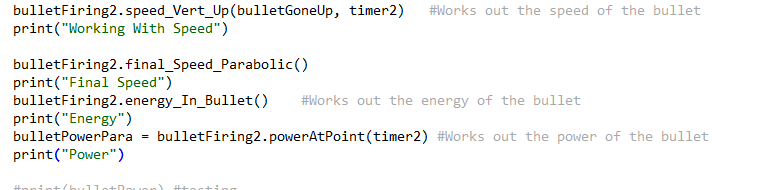 bulletFiring2.speed_Vert_Up(bulletGoneUp, timer2)   #Works out the speed of the bullet
print("Working With Speed")

bulletFiring2.final_Speed_Parabolic()
print("Final Speed")
bulletFiring2.energy_In_Bullet()    #Works out the energy of the bullet
print("Energy")
bulletPowerPara = bulletFiring2.powerAtPoint(timer2) #Works out the power of the bullet
print("Power")

#print(bulletPower) #testing